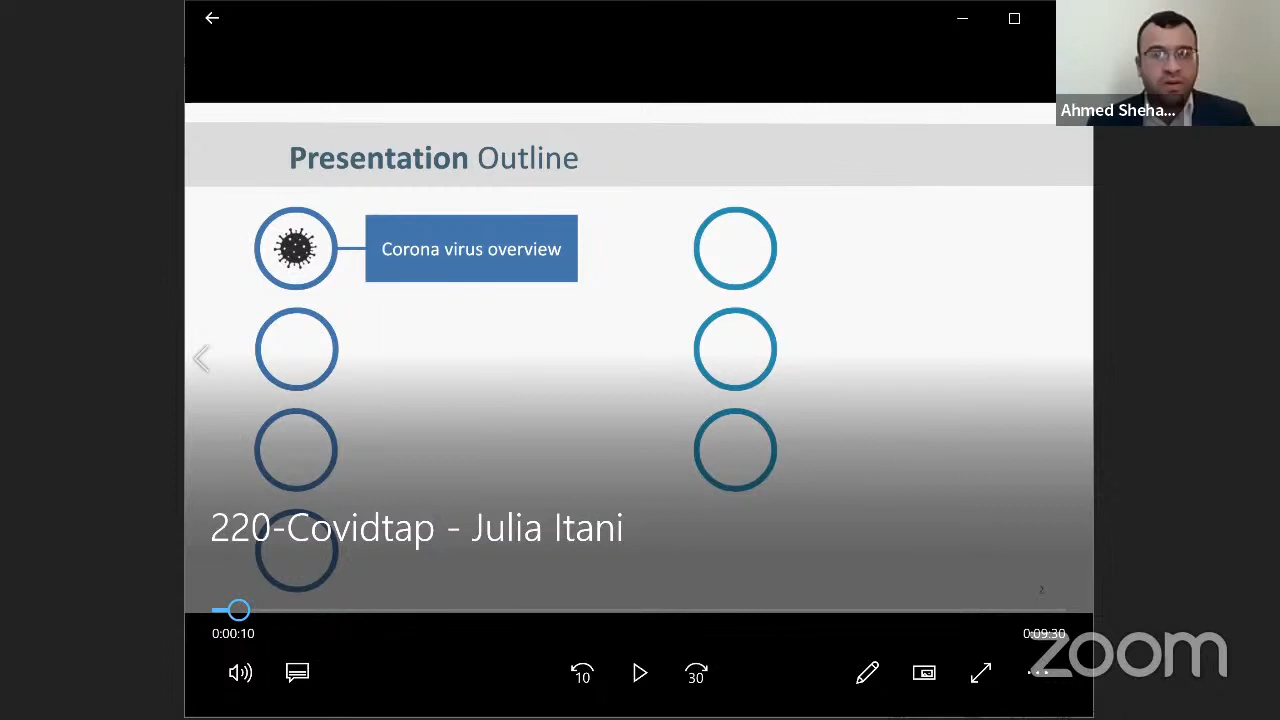 Ahmed Sheha...
Presentation Outline
Corona virus overview
220-Covidtap - Julia Itani
2
0:00:10
0:09:30
10
30
zoom